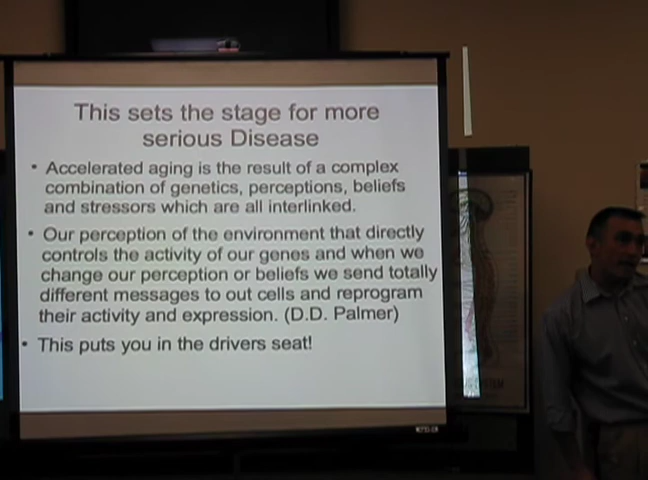 This sets the stage for more
serious Disease
• Accelerated aging is the result of a complex
combination of genetics, perceptions, beliefs
and stressors which are all interlinked.
• Our perception of the environment that directly
controls the activity of our genes and when we
change our perception or beliefs we send totally
different messages to out cells and reprogram
their activity and expression. (D.D. Palmer)
• This puts you in the drivers seat!